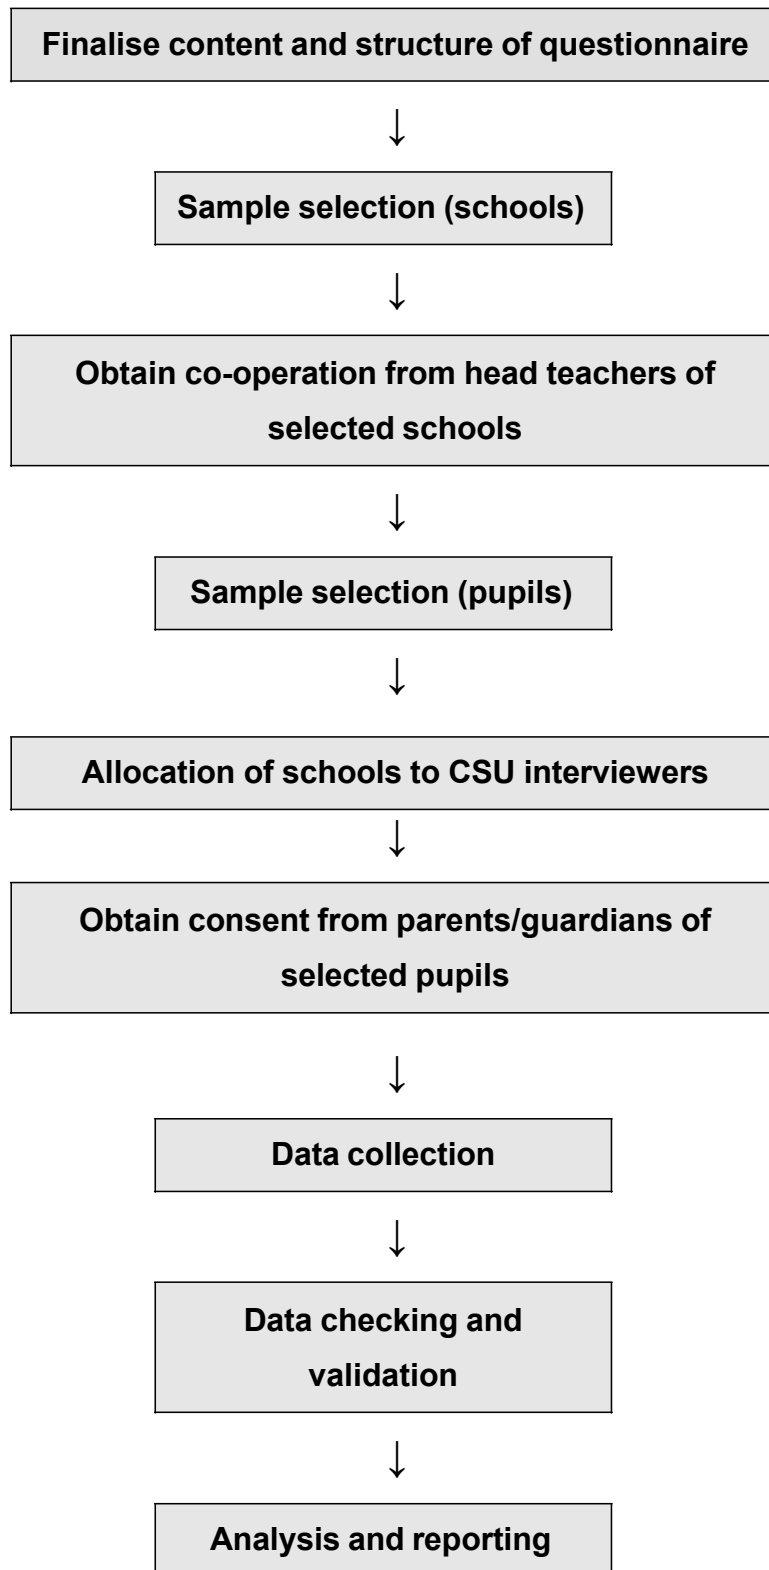 Finalise content and structure of questionnaire
↓
Sample selection (schools)
↓
Obtain co-operation from head teachers of
selected schools
↓
Sample selection (pupils)
↓
Allocation of schools to CSU interviewers
↓
Obtain consent from parents/guardians of
selected pupils
↓
Data collection
↓
Data checking and
validation
↓
Analysis and reporting